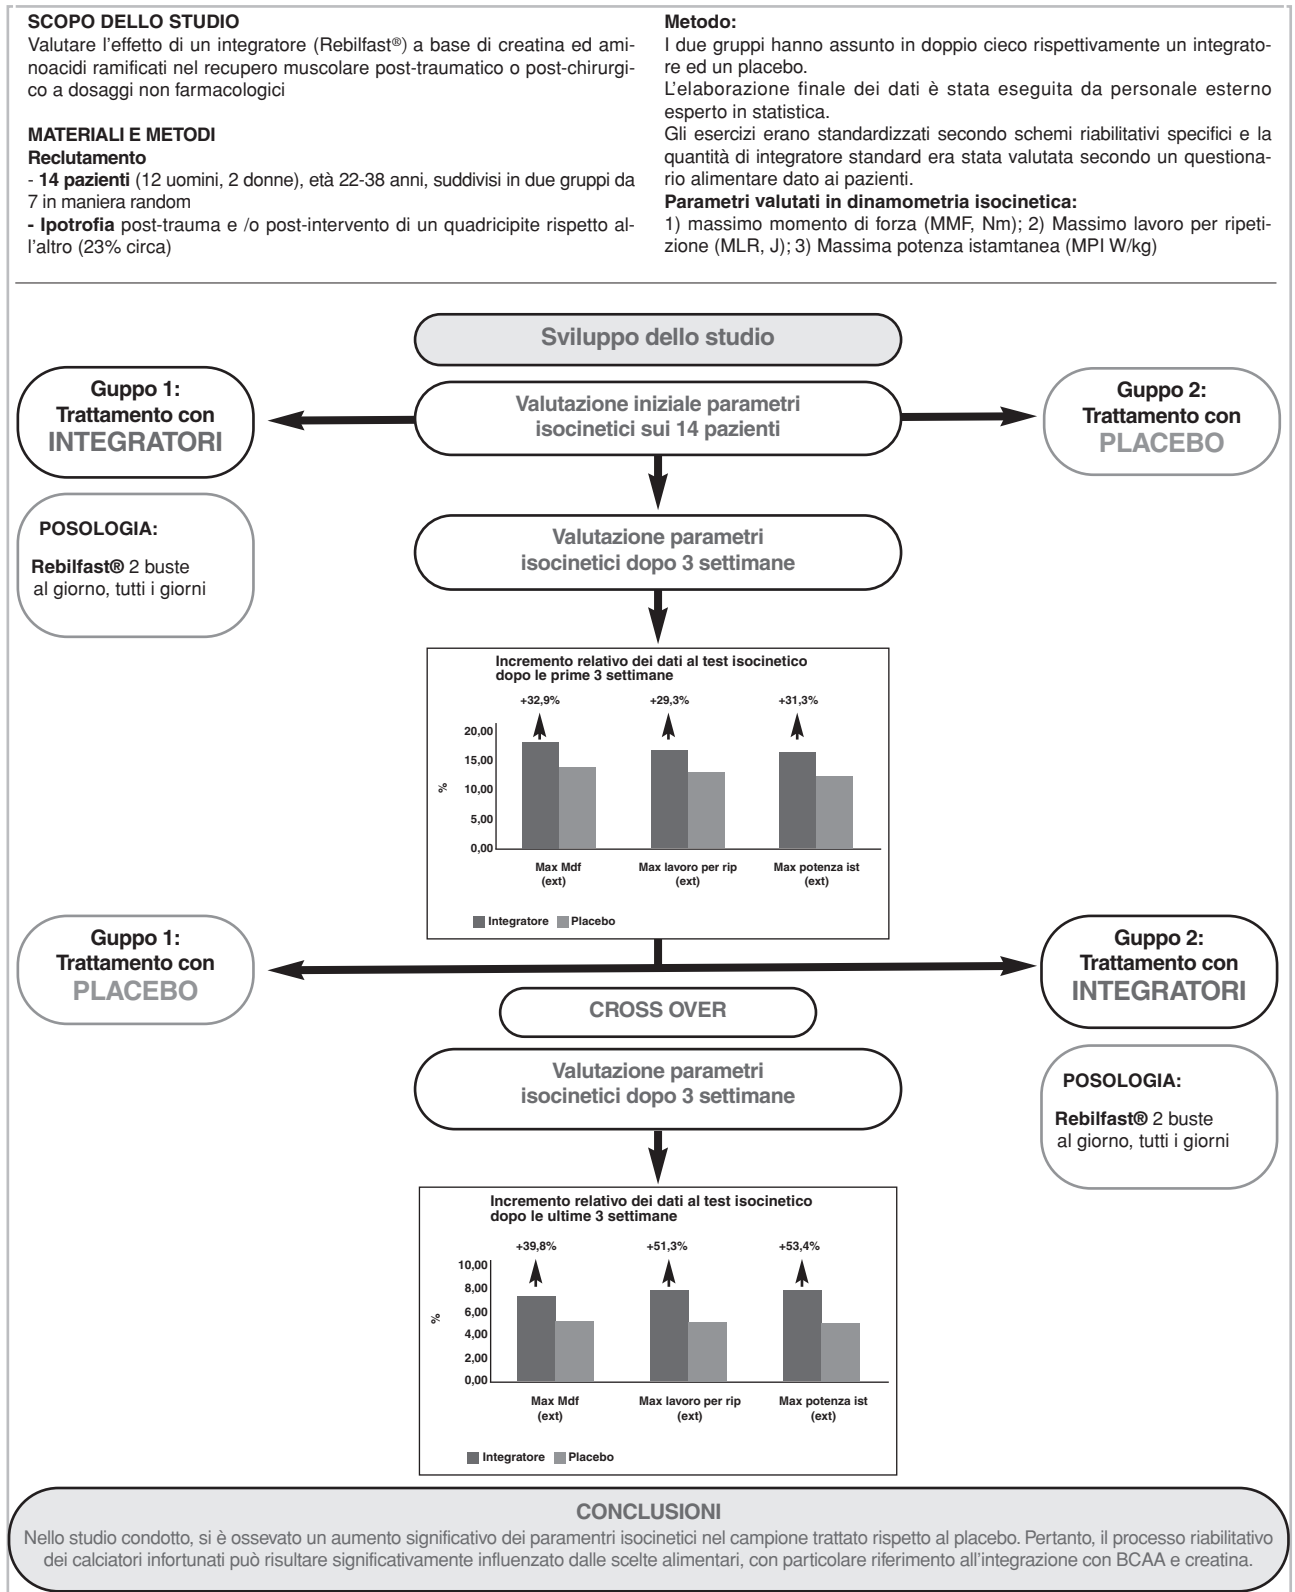 SCOPO DELLO STUDIO
Valutare l'effetto di un integratore (Rebilfast®) a base di creatina ed ami-
noacidi ramificati nel recupero muscolare post-traumatico o post-chirurgi-
co a dosaggi non farmacologici
MATERIALI E METODI
Reclutamento
- 14 pazienti (12 uomini, 2 donne), età 22-38 anni, suddivisi in due gruppi da
7 in maniera random
- Ipotrofia post-trauma e /o post-intervento di un quadricipite rispetto al-
l'altro (23% circa)
Metodo:
I due gruppi hanno assunto in doppio cieco rispettivamente un integrato-
re ed un placebo.
L'elaborazione finale dei dati è stata eseguita da personale esterno
esperto in statistica.
Gli esercizi erano standardizzati secondo schemi riabilitativi specifici e la
quantità di integratore standard era stata valutata secondo un questiona-
rio alimentare dato ai pazienti.
Parametri valutati in dinamometria isocinetica:
1) massimo momento di forza (MMF, Nm); 2) Massimo lavoro per ripeti-
zione (MLR, J); 3) Massima potenza istamtanea (MPI W/kg)
Sviluppo dello studio
Guppo 1:
Trattamento con
INTEGRATORI
Valutazione iniziale parametri
isocinetici sui 14 pazienti
Guppo 2:
Trattamento con
PLACEBO
POSOLOGIA:
Rebilfast® 2 buste
al giorno, tutti i giorni
Valutazione parametri
isocinetici dopo 3 settimane
Incremento relativo dei dati al test isocinetico
dopo le prime 3 settimane
+32,9% +29,3% +31,3%
20,00
15,00
%
10,00
5,00
0,00
Max Mdf Max lavoro per rip Max potenza ist
(ext) (ext) (ext)
Integratore Placebo
Guppo 1:
Trattamento con
PLACEBO
Guppo 2:
Trattamento con
INTEGRATORI
CROSS OVER
Valutazione parametri
isocinetici dopo 3 settimane
POSOLOGIA:
Rebilfast® 2 buste
al giorno, tutti i giorni
Incremento relativo dei dati al test isocinetico
dopo le ultime 3 settimane
+39,8% +51,3% +53,4%
10,00
8,00
6,00
%
4,00
2,00
0,00
Max Mdf Max lavoro per rip Max potenza ist
(ext) (ext) (ext)
Integratore Placebo
CONCLUSIONI
Nello studio condotto, si è ossevato un aumento significativo dei paramentri isocinetici nel campione trattato rispetto al placebo. Pertanto, il processo riabilitativo
dei calciatori infortunati può risultare significativamente influenzato dalle scelte alimentari, con particolare riferimento all'integrazione con BCAA e creatina.